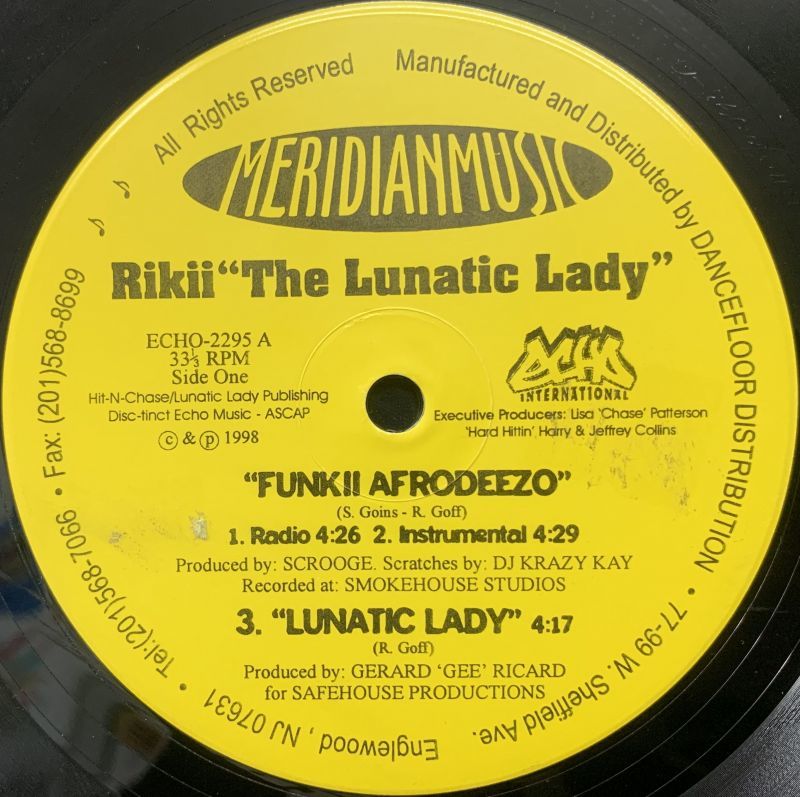 All Rights Reserved   Manufactured and Distributed by DANCEFLOOR DISTRIBUTION • 77-99 W. Sheffield Ave. Englewood, NJ 07631 • Tel:(201)568-7066 • Fax: (201)568-8699 ♪ ♪
MERIDIANMUSIC
Rikii "The Lunatic Lady"
ECHO-2295 A
33⅓ RPM
Side One
Hit-N-Chase/Lunatic Lady Publishing
Disc-tinct Echo Music - ASCAP
© & ℗ 1998
ECHO
INTERNATIONAL
Executive Producers: Lisa 'Chase' Patterson
'Hard Hittin' Harry & Jeffrey Collins
"FUNKII AFRODEEZO"
(S. Goins - R. Goff)
1. Radio 4:26 2. Instrumental 4:29
Produced by: SCROOGE. Scratches by: DJ KRAZY KAY
Recorded at: SMOKEHOUSE STUDIOS
3. "LUNATIC LADY" 4:17
(R. Goff)
Produced by: GERARD 'GEE' RICARD
for SAFEHOUSE PRODUCTIONS